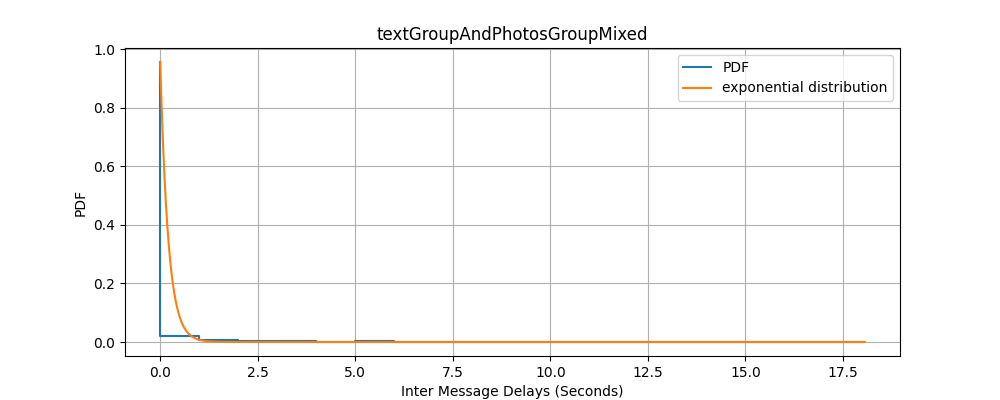 textGroupAndPhotosGroupMixed
PDF
exponential distribution
1.0
0.8
0.6
0.4
0.2
0.0
PDF
0.0 2.5 5.0 7.5 10.0 12.5 15.0 17.5
Inter Message Delays (Seconds)